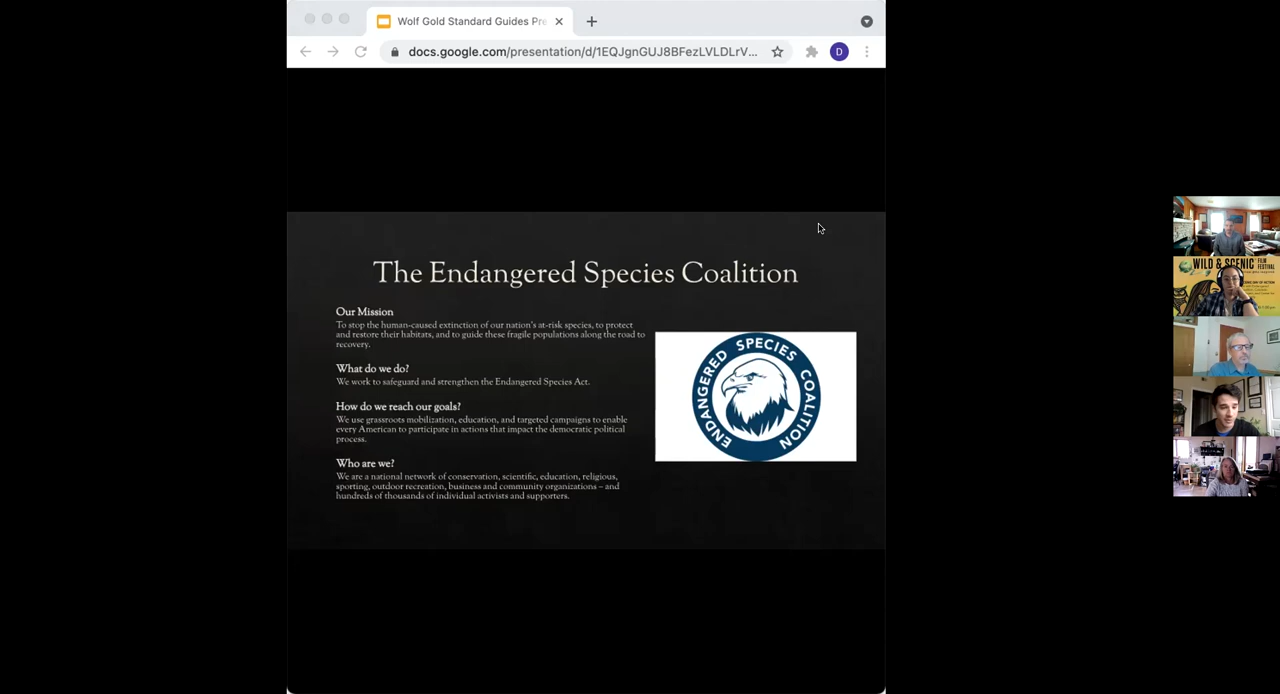 Wolf Gold Standard Guides Pre
docs.google.com/presentation/d/1EQJgnGUJ8BFezLVLDLrV...
D
The Endangered Species Coalition
Our Mission
To stop the human-caused extinction of our nation's at-risk species, to protect
and restore their habitats, and to guide these fragile populations along the road to
recovery.
What do we do?
We work to safeguard and strengthen the Endangered Species Act.
How do we reach our goals?
We use grassroots mobilization, education, and targeted campaigns to enable
every American to participate in actions that impact the democratic political
process.
Who are we?
We are a national network of conservation, scientific, education, religious,
sporting, outdoor recreation, business and community organizations – and
hundreds of thousands of individual activists and supporters.
ENDANGERED SPECIES COALITION
WILD & SCENIC FILM
FESTIVAL